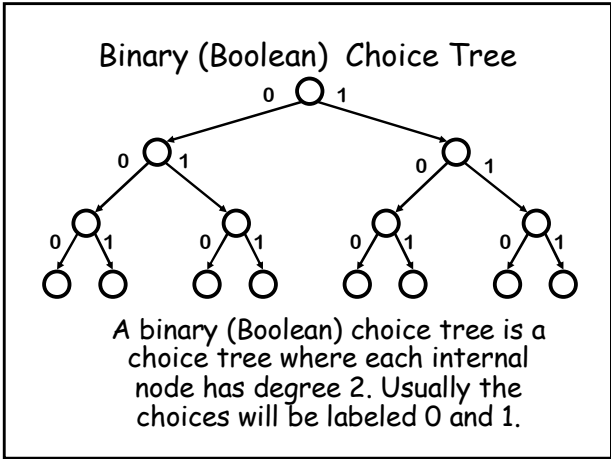 Binary (Boolean) Choice Tree
0 1
0 1 0 1
0 1 0 1 0 1 0 1
A binary (Boolean) choice tree is a
choice tree where each internal
node has degree 2. Usually the
choices will be labeled 0 and 1.